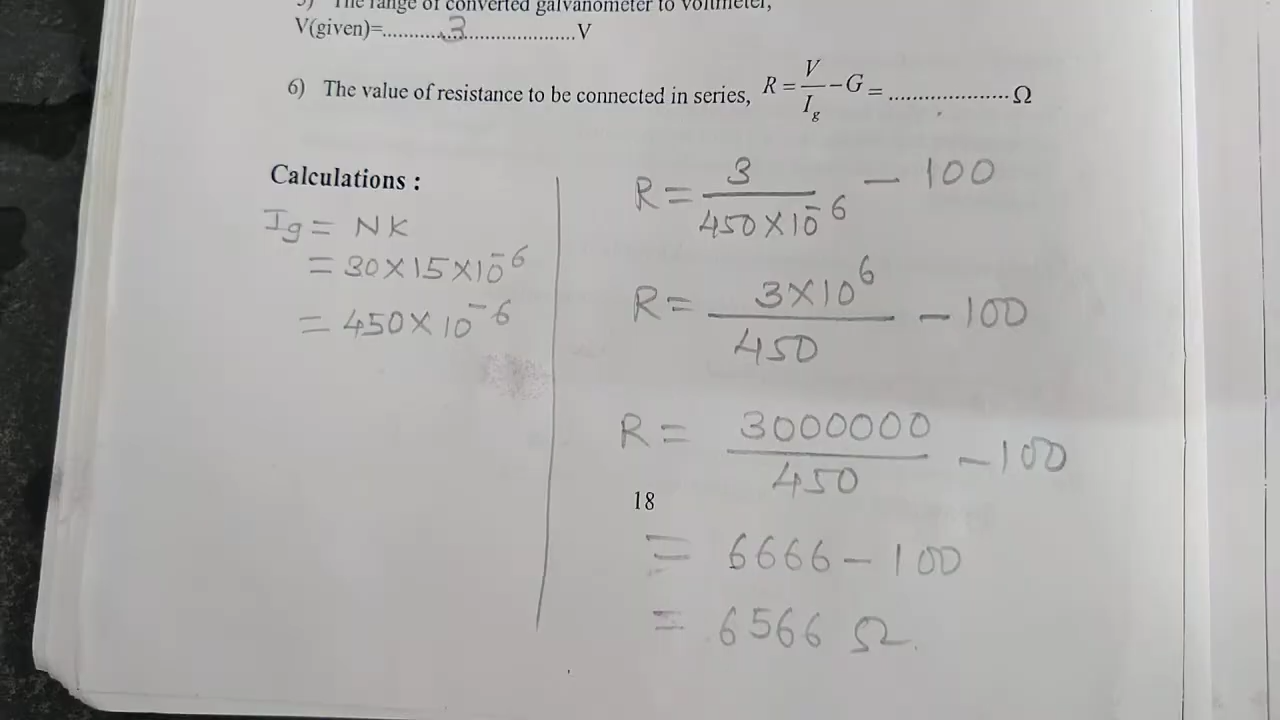 5) The range of converted galvanometer to voltmeter,
V(given)=...............3..........................V
6) The value of resistance to be connected in series, R = V/I_g − G = .................... Ω
Calculations :
Ig = NK
= 30×15×10⁻⁶
= 450×10⁻⁶
R = 3/450×10⁻⁶ − 100
R = 3×10⁶/450 − 100
R = 3000000/450 − 100
18
= 6666 − 100
= 6566 Ω.